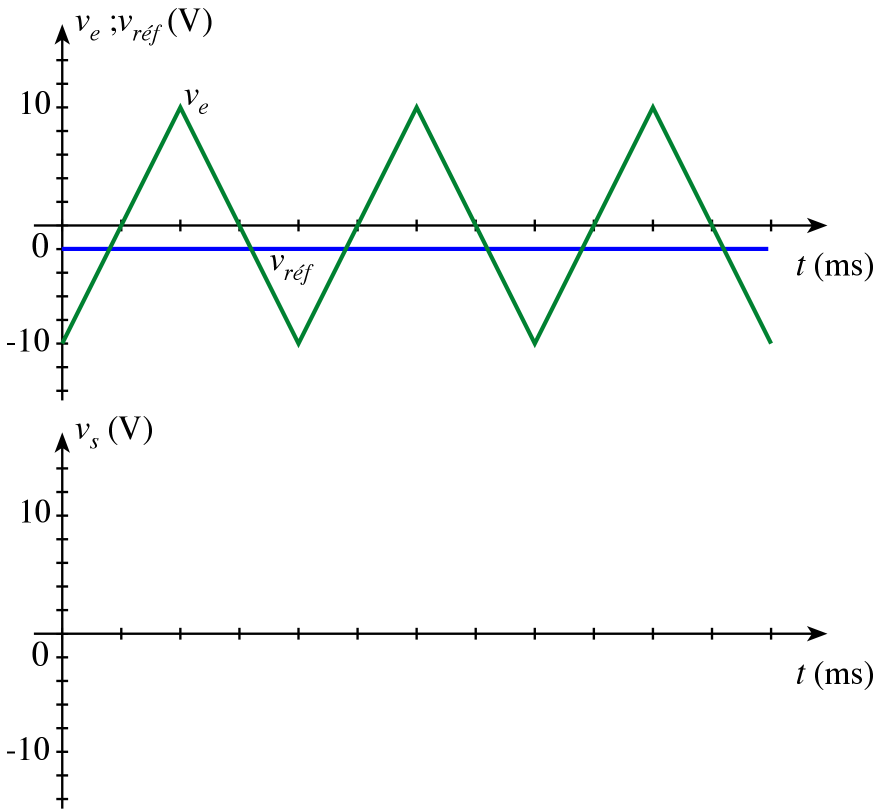 v_e ;v_réf (V)
10
v_e
0
v_réf
t (ms)
-10
v_s (V)
10
0
t (ms)
-10